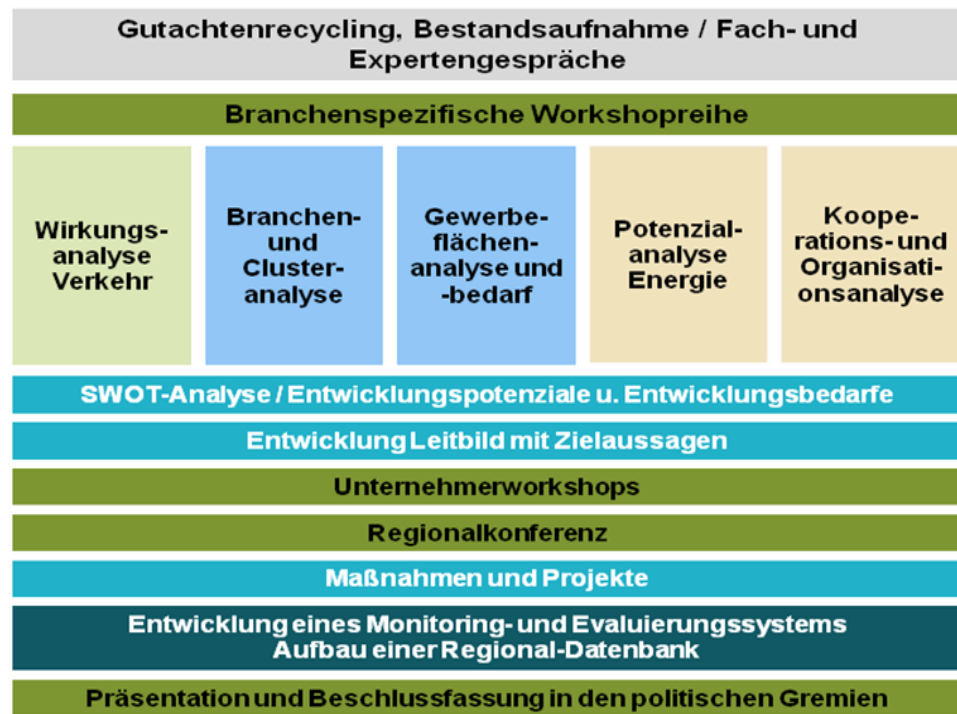 Gutachtenrecycling, Bestandsaufnahme / Fach- und
Expertengespräche
Branchenspezifische Workshopreihe
Wirkungs-
analyse
Verkehr
Branchen-
und
Cluster-
analyse
Gewerbe-
flächen-
analyse und
-bedarf
Potenzial-
analyse
Energie
Koope-
rations- und
Organisati-
onsanalyse
SWOT-Analyse / Entwicklungspotenziale u. Entwicklungsbedarfe
Entwicklung Leitbild mit Zielaussagen
Unternehmerworkshops
Regionalkonferenz
Maßnahmen und Projekte
Entwicklung eines Monitoring- und Evaluierungssystems
Aufbau einer Regional-Datenbank
Präsentation und Beschlussfassung in den politischen Gremien